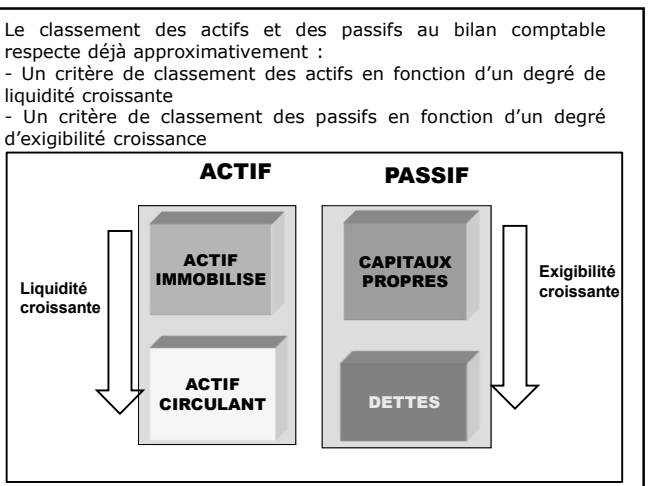 Le classement des actifs et des passifs au bilan comptable
respecte déjà approximativement :
- Un critère de classement des actifs en fonction d’un degré de
liquidité croissante
- Un critère de classement des passifs en fonction d’un degré
d’exigibilité croissance
ACTIF
PASSIF
Liquidité
croissante
ACTIF
IMMOBILISE
CAPITAUX
PROPRES
Exigibilité
croissante
ACTIF
CIRCULANT
DETTES